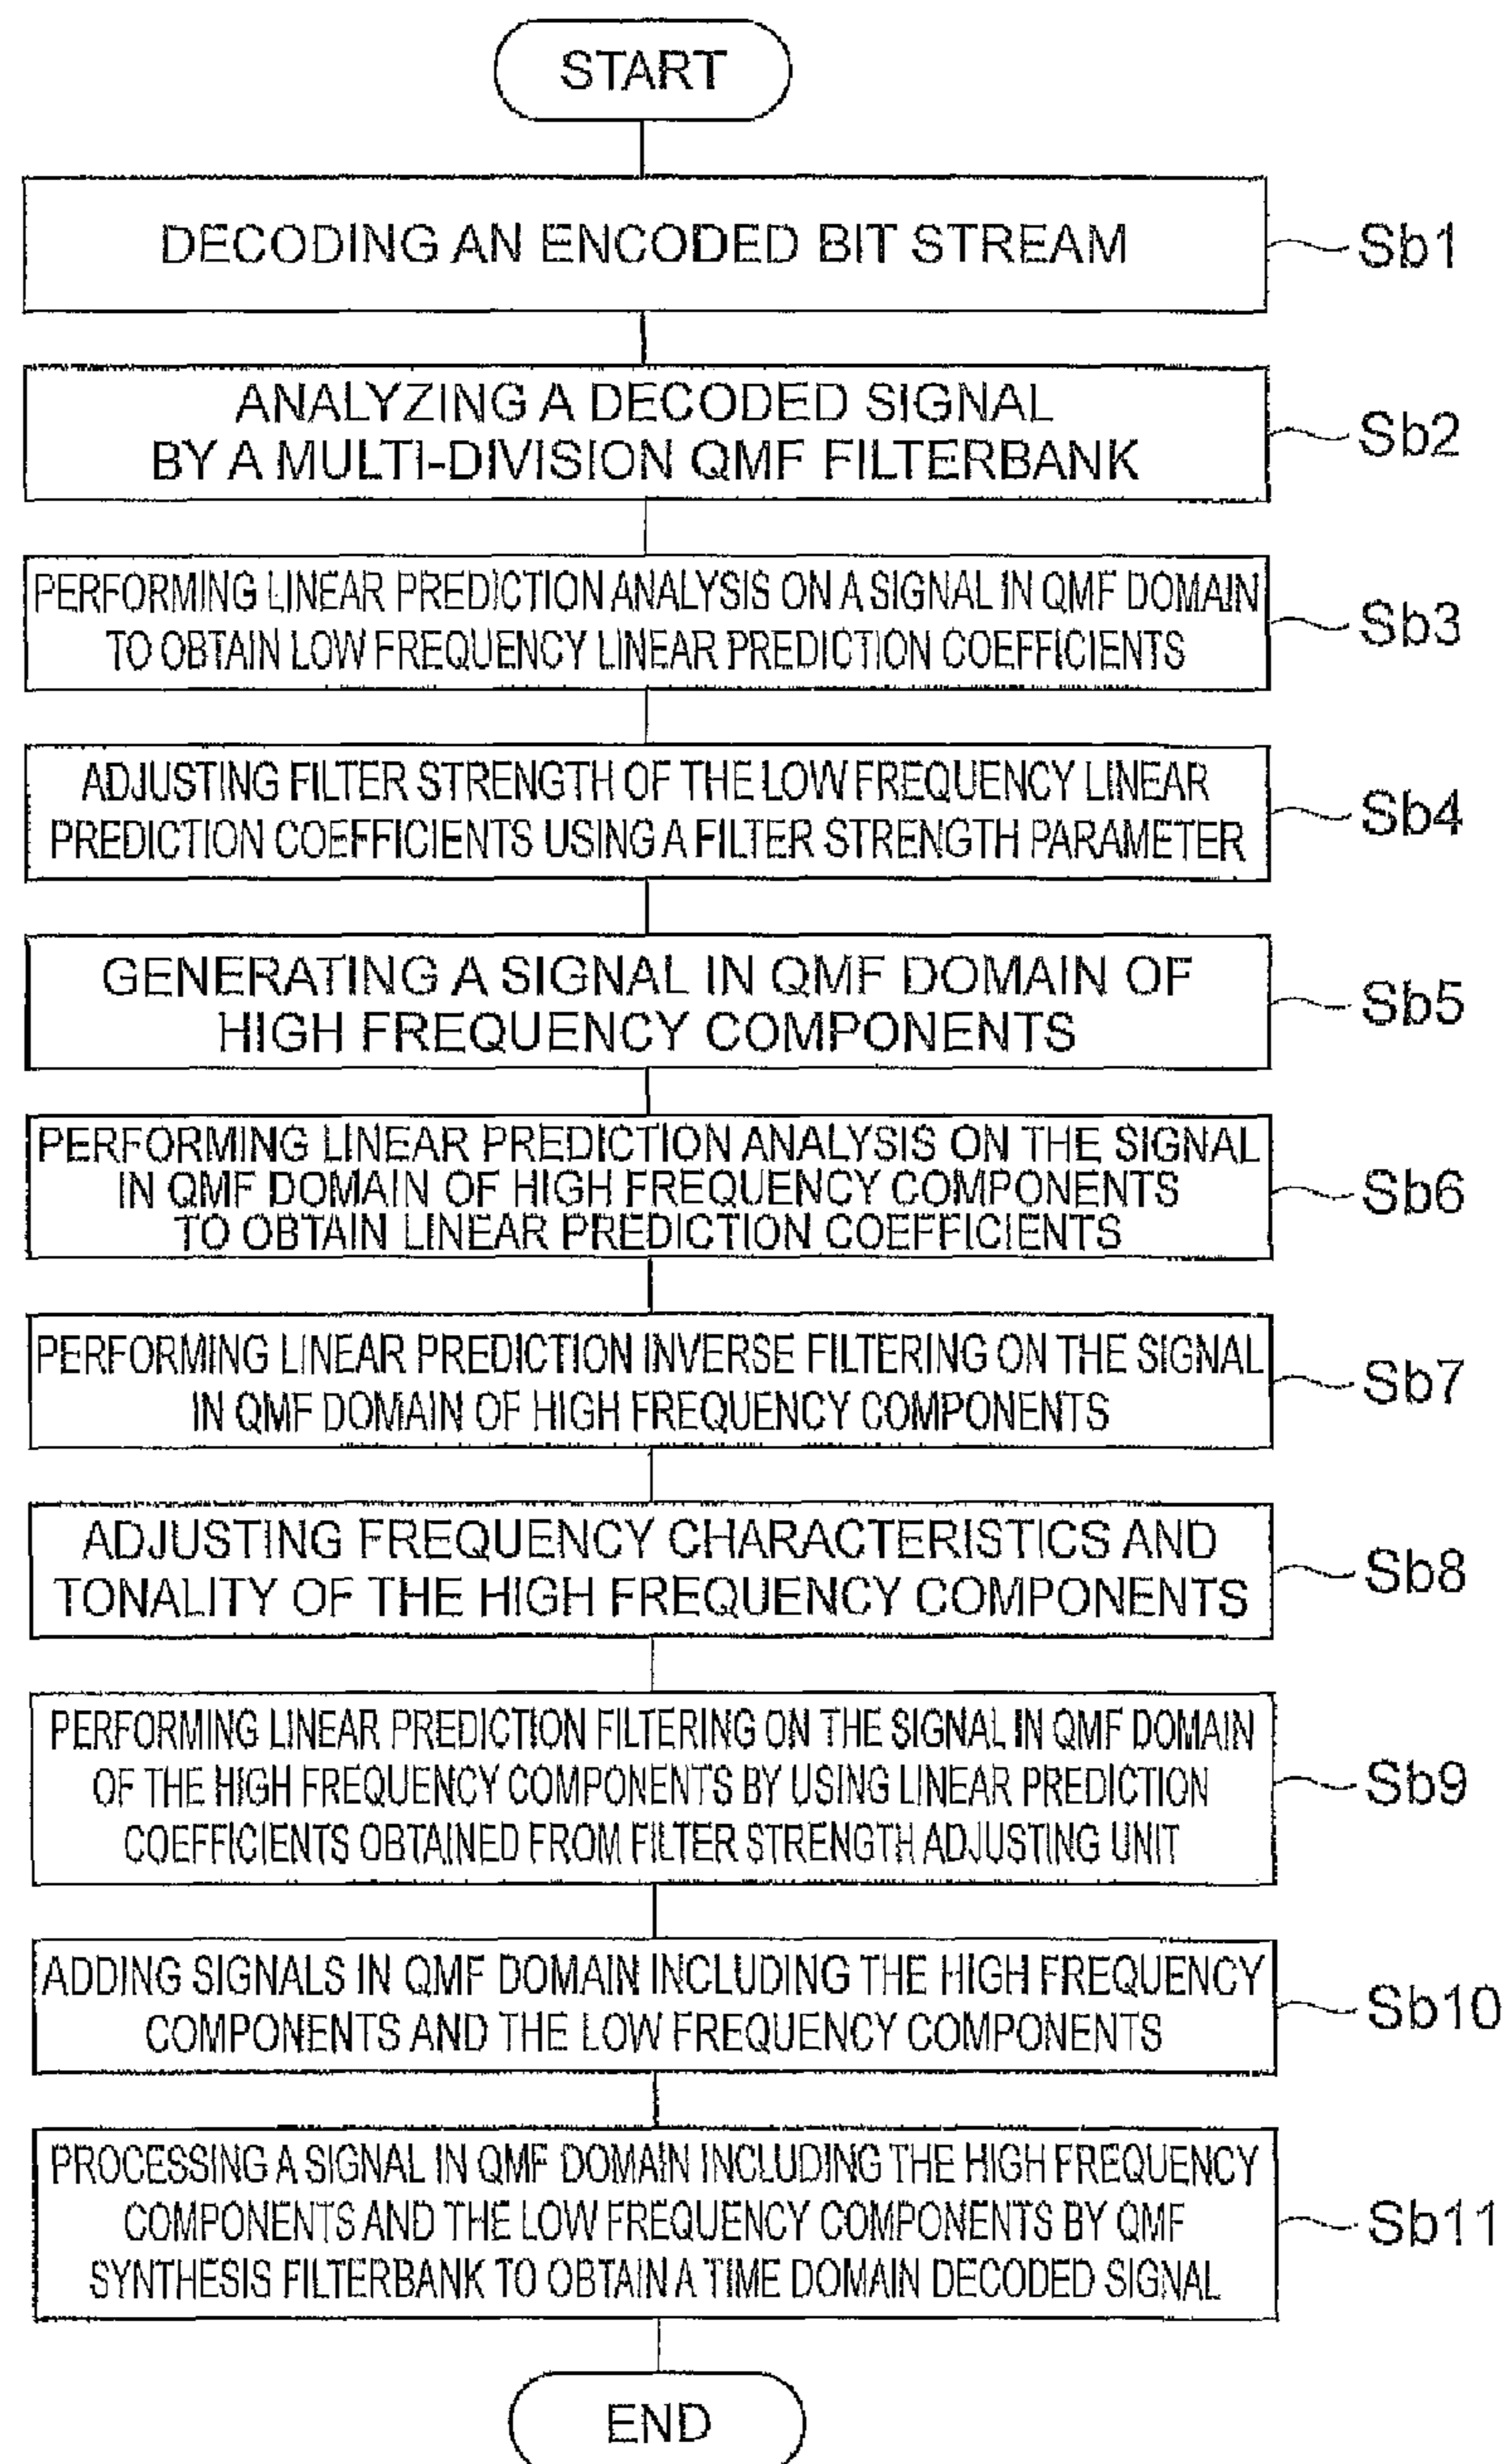 START
DECODING AN ENCODED BIT STREAM
Sb1
ANALYZING A DECODED SIGNAL
BY A MULTI-DIVISION QMF FILTERBANK
Sb2
PERFORMING LINEAR PREDICTION ANALYSIS ON A SIGNAL IN QMF DOMAIN
TO OBTAIN LOW FREQUENCY LINEAR PREDICTION COEFFICIENTS
Sb3
ADJUSTING FILTER STRENGTH OF THE LOW FREQUENCY LINEAR
PREDICTION COEFFICIENTS USING A FILTER STRENGTH PARAMETER
Sb4
GENERATING A SIGNAL IN QMF DOMAIN OF
HIGH FREQUENCY COMPONENTS
Sb5
PERFORMING LINEAR PREDICTION ANALYSIS ON THE SIGNAL
IN QMF DOMAIN OF HIGH FREQUENCY COMPONENTS
TO OBTAIN LINEAR PREDICTION COEFFICIENTS
Sb6
PERFORMING LINEAR PREDICTION INVERSE FILTERING ON THE SIGNAL
IN QMF DOMAIN OF HIGH FREQUENCY COMPONENTS
Sb7
ADJUSTING FREQUENCY CHARACTERISTICS AND
TONALITY OF THE HIGH FREQUENCY COMPONENTS
Sb8
PERFORMING LINEAR PREDICTION FILTERING ON THE SIGNAL IN QMF DOMAIN
OF THE HIGH FREQUENCY COMPONENTS BY USING LINEAR PREDICTION
COEFFICIENTS OBTAINED FROM FILTER STRENGTH ADJUSTING UNIT
Sb9
ADDING SIGNALS IN QMF DOMAIN INCLUDING THE HIGH FREQUENCY
COMPONENTS AND THE LOW FREQUENCY COMPONENTS
Sb10
PROCESSING A SIGNAL IN QMF DOMAIN INCLUDING THE HIGH FREQUENCY
COMPONENTS AND THE LOW FREQUENCY COMPONENTS BY QMF
SYNTHESIS FILTERBANK TO OBTAIN A TIME DOMAIN DECODED SIGNAL
Sb11
END